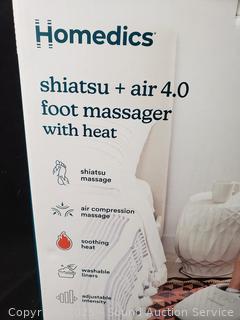 Homedics
shiatsu + air 4.0
foot massager
with heat
shiatsu
massage
air compression
massage
soothing
heat
washable
liners
adjustable
intensity
Sound Auction Service